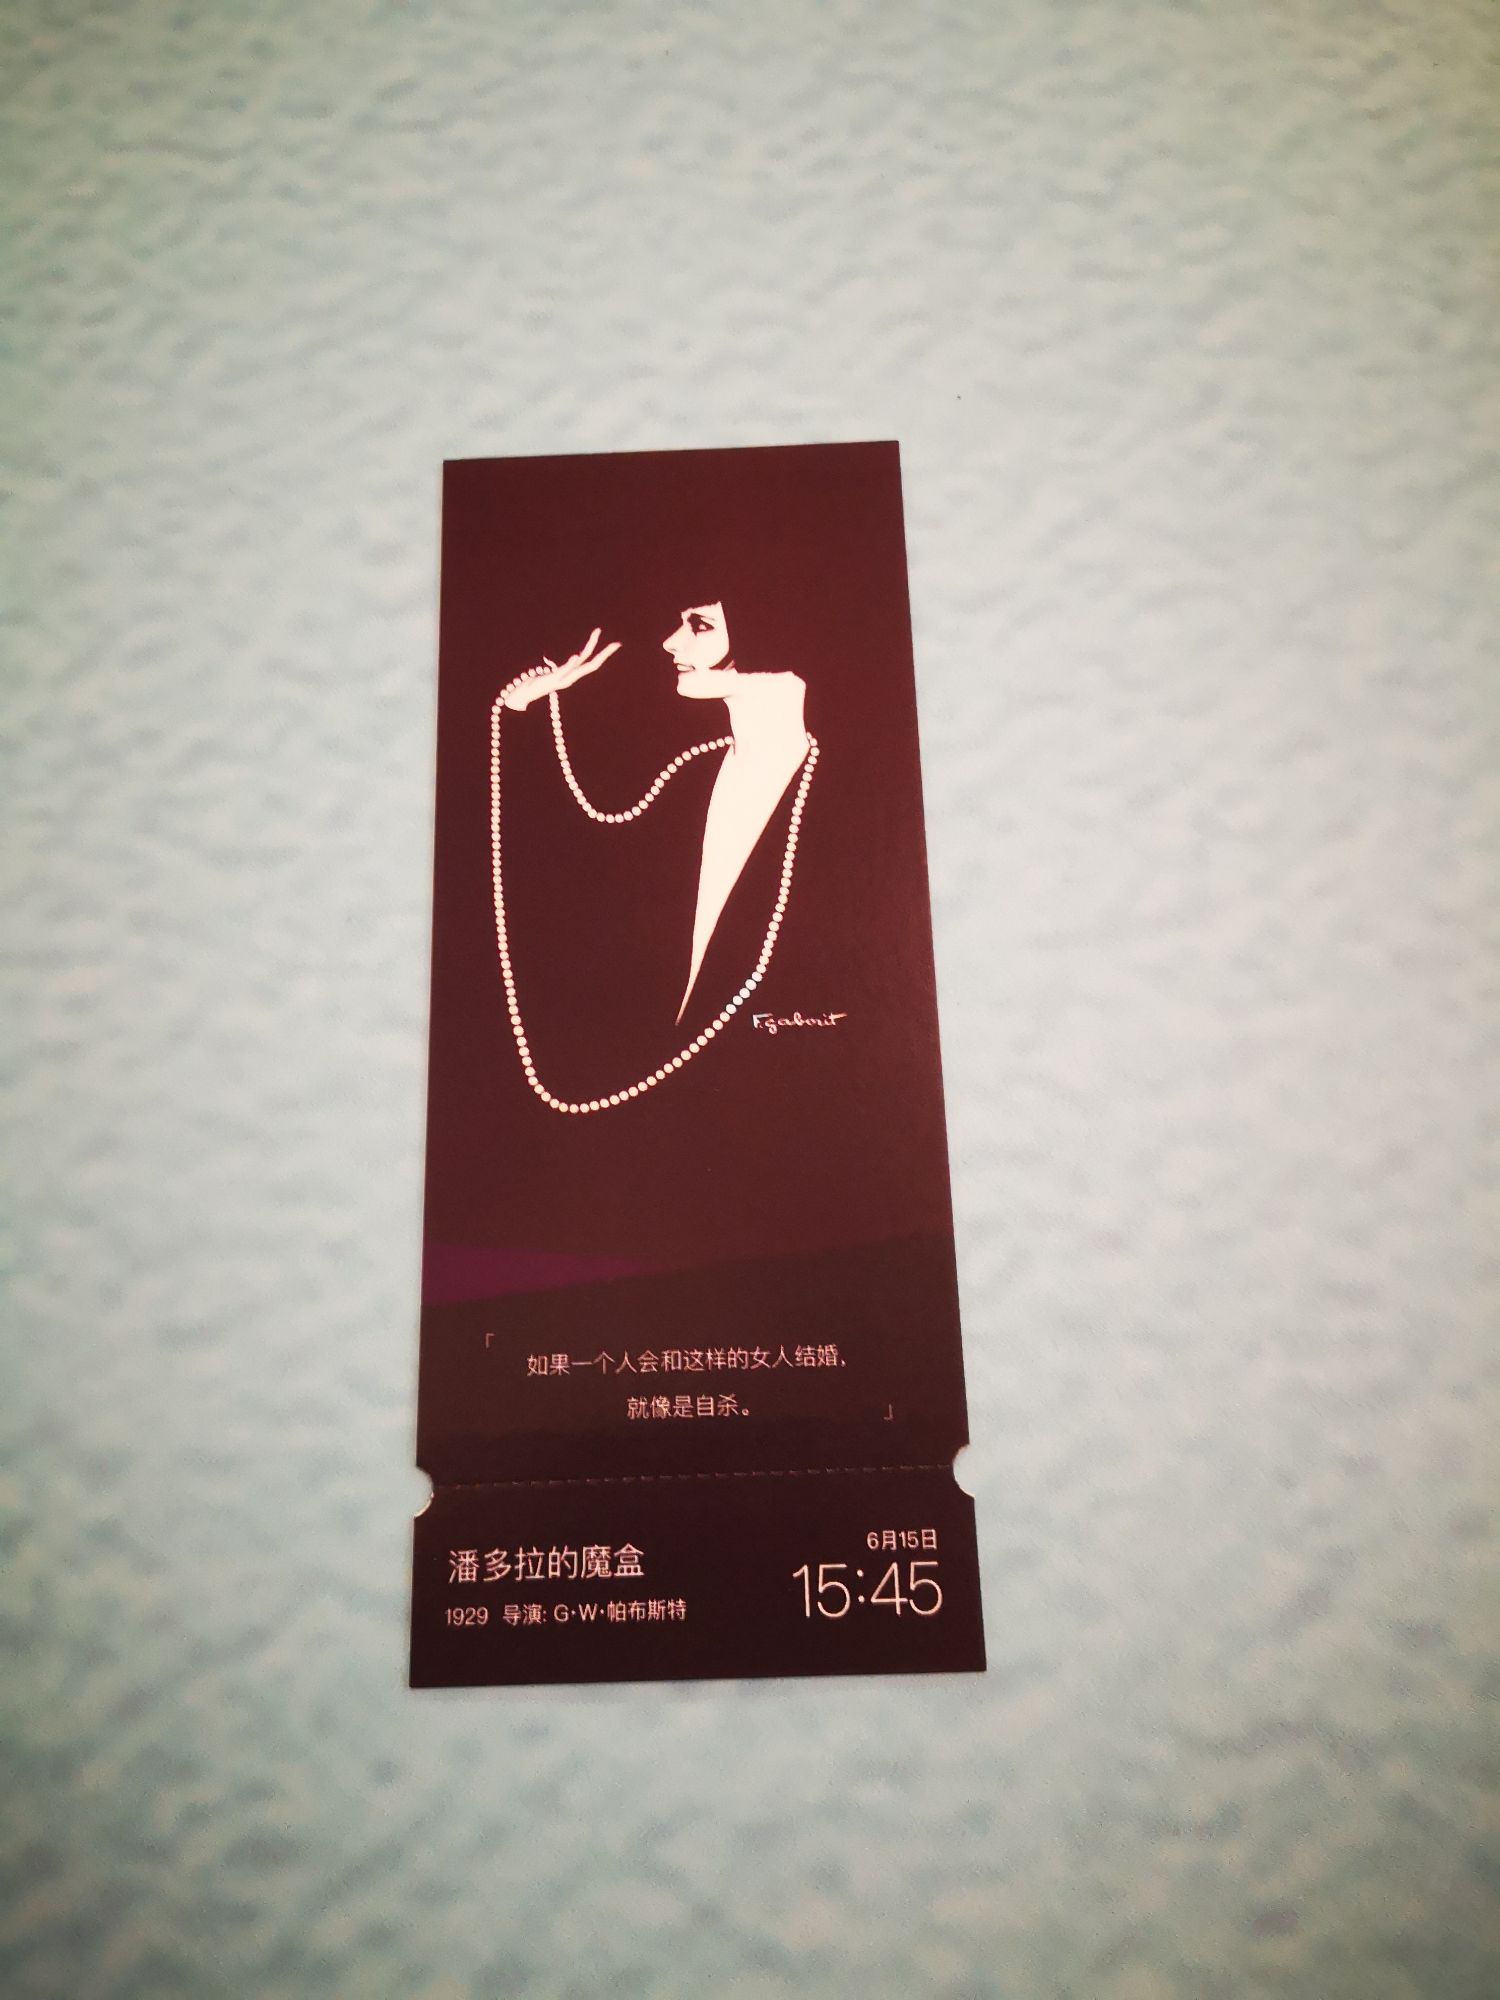 F.gaborit
「
如果一个人会和这样的女人结婚,
就像是自杀。
」
6月15日
潘多拉的魔盒
15:45
1929 导演: G·W·帕布斯特